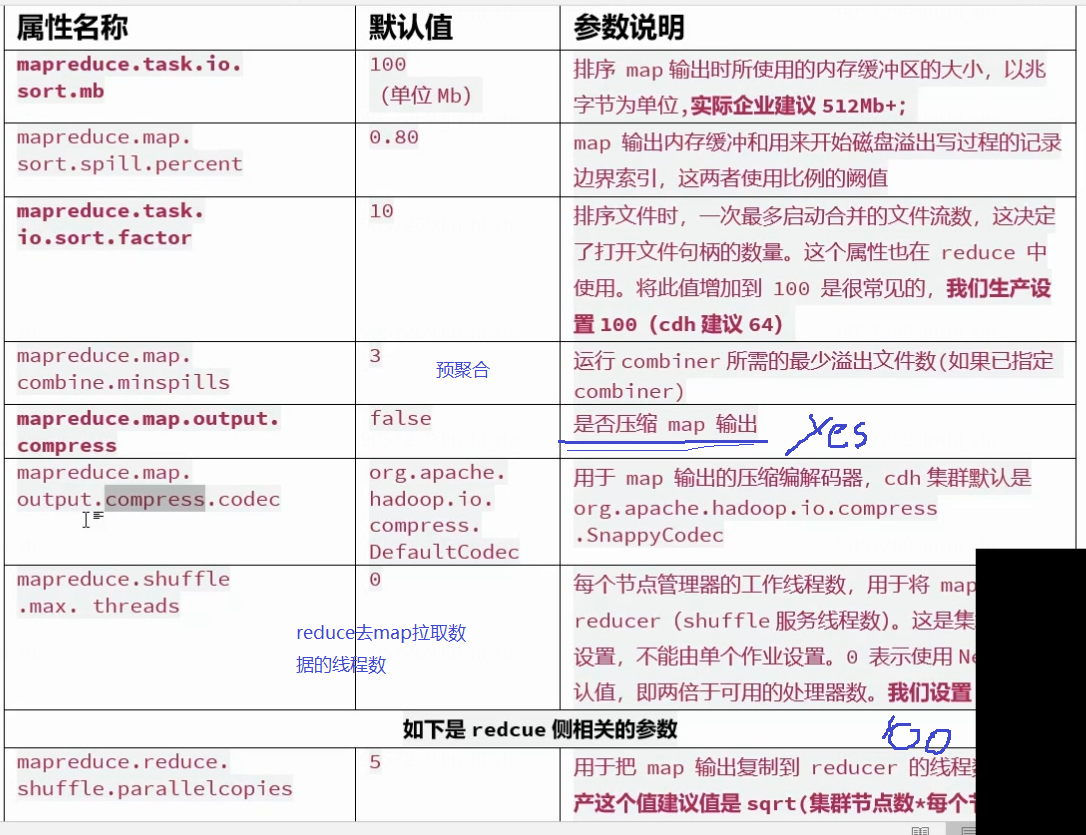 属性名称 默认值 参数说明
mapreduce.task.io. 100 排序 map 输出时所使用的内存缓冲区的大小，以兆
sort.mb （单位 Mb） 字节为单位,实际企业建议 512Mb+；
mapreduce.map. 0.80 map 输出内存缓冲和用来开始磁盘溢出写过程的记录
sort.spill.percent 边界索引，这两者使用比例的阙值
mapreduce.task. 10 排序文件时，一次最多启动合并的文件流数，这决定
io.sort.factor 了打开文件句柄的数量。这个属性也在 reduce 中
使用。将此值增加到 100 是很常见的，我们生产设
置 100（cdh 建议 64）
mapreduce.map. 3 预聚合 运行 combiner 所需的最少溢出文件数(如果已指定
combine.minspills combiner)
mapreduce.map.output. false 是否压缩 map 输出 yes
compress
mapreduce.map. org.apache. 用于 map 输出的压缩编解码器，cdh 集群默认是
output.compress.codec hadoop.io. org.apache.hadoop.io.compress
compress. .SnappyCodec
DefaultCodec
mapreduce.shuffle 0 每个节点管理器的工作线程数，用于将 map
.max. threads reducer（shuffle 服务线程数）。这是集
reduce去map拉取数 设置，不能由单个作业设置。0 表示使用 Ne
据的线程数 认值，即两倍于可用的处理器数。我们设置
如下是 redcue 侧相关的参数
mapreduce.reduce. 5 用于把 map 输出复制到 reducer 的线程
shuffle.parallelcopies 产这个值建议值是 sqrt(集群节点数*每个